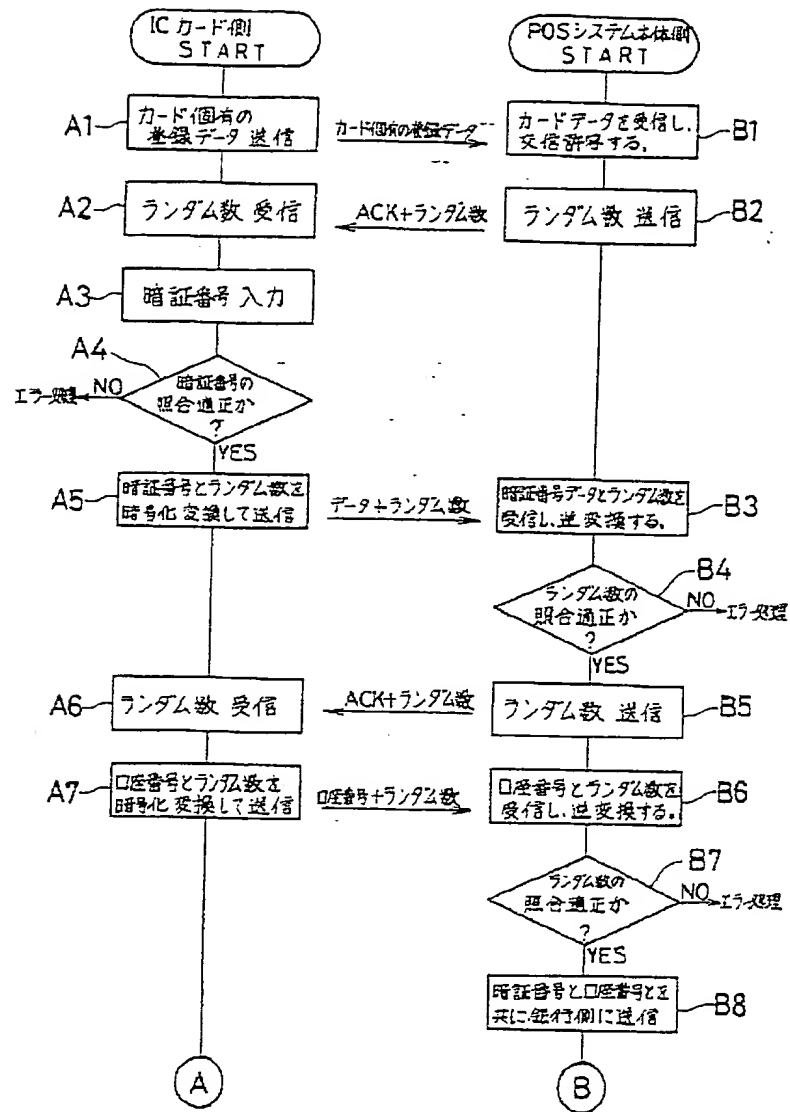 ICカード側
START
POSシステム本体側
START
A1
カード固有の
登録データ 送信
カード固有の登録データ
カードデータを受信し、
交信許可する。
B1
A2
ランダム数 受信
ACK+ランダム数
ランダム数 送信
B2
A3
暗証番号 入力
A4
暗証番号の
照合適正か
?
NO
エラー処理
YES
A5
暗証番号とランダム数を
暗号化 変換して送信
データ+ランダム数
暗証番号データとランダム数を
受信し、逆変換する。
B3
B4
ランダム数の
照合適正か
?
NO
エラー処理
YES
A6
ランダム数 受信
ACK+ランダム数
ランダム数 送信
B5
A7
口座番号とランダム数を
暗号化 変換して送信
口座番号+ランダム数
口座番号とランダム数を
受信し、逆変換する。
B6
B7
ランダム数の
照合適正か
?
NO
エラー処理
YES
暗証番号と口座番号とを
共に銀行側に送信
B8
A
B